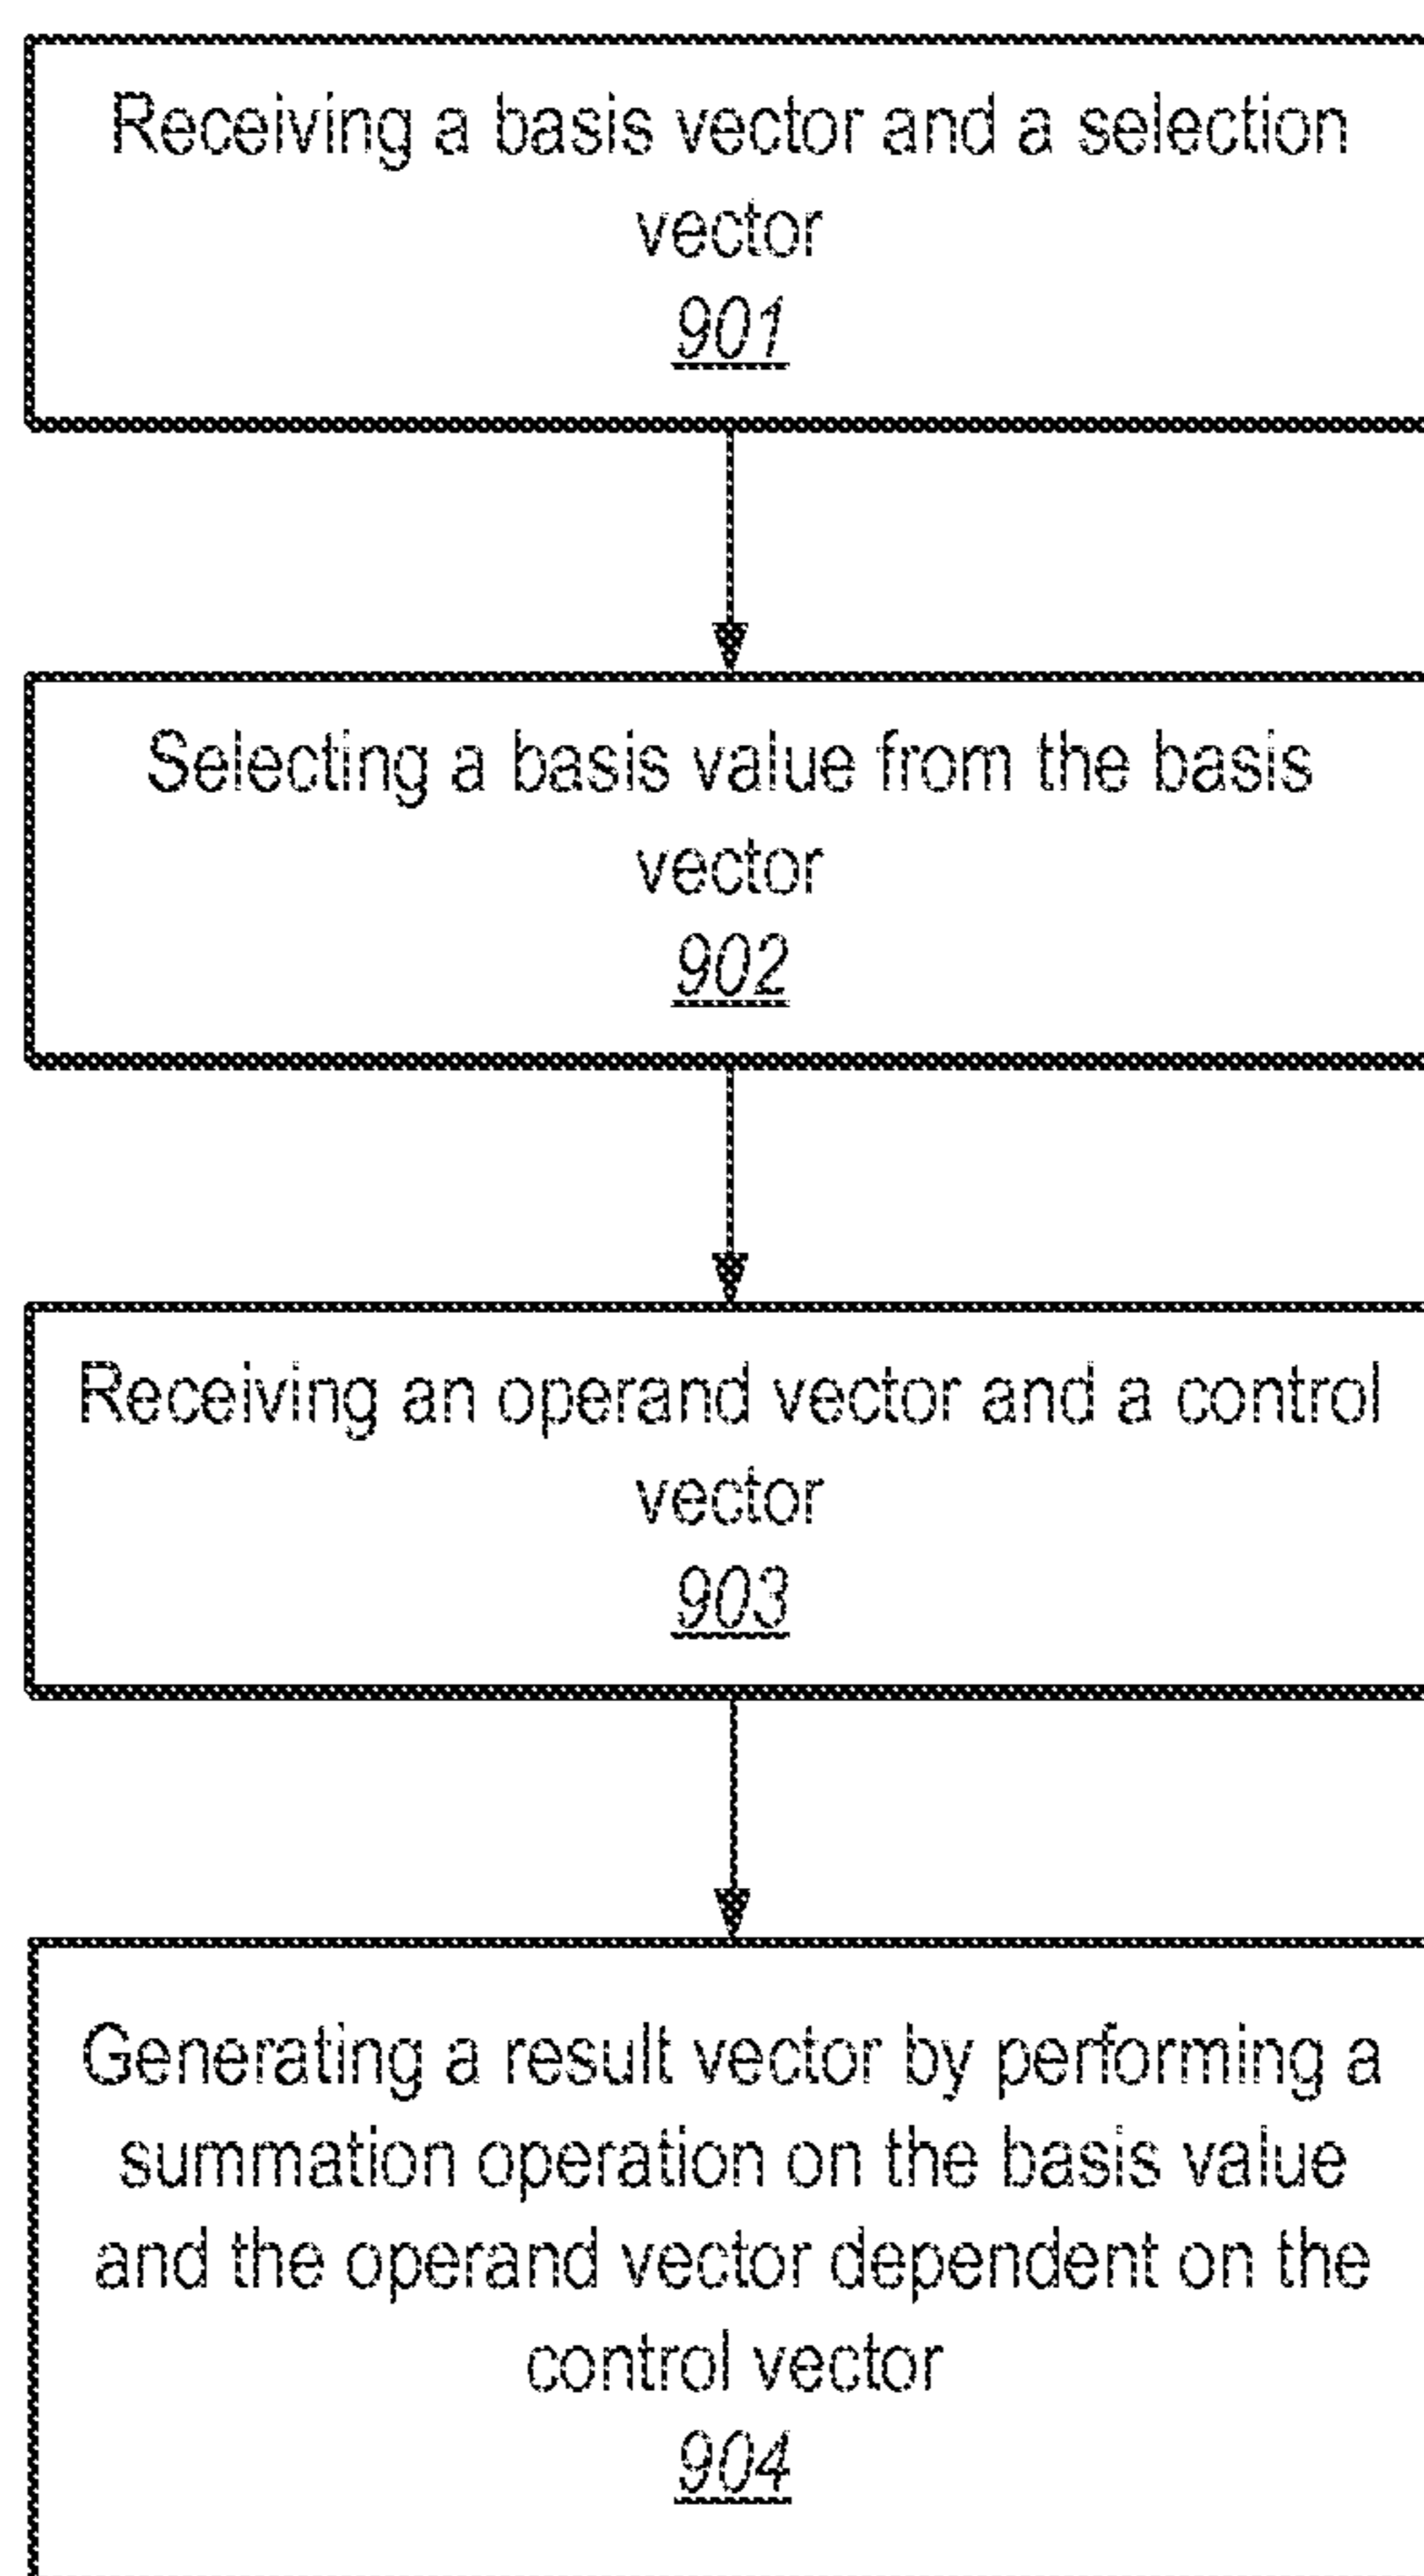 Receiving a basis vector and a selection
vector
901
Selecting a basis value from the basis
vector
902
Receiving an operand vector and a control
vector
903
Generating a result vector by performing a
summation operation on the basis value
and the operand vector dependent on the
control vector
904